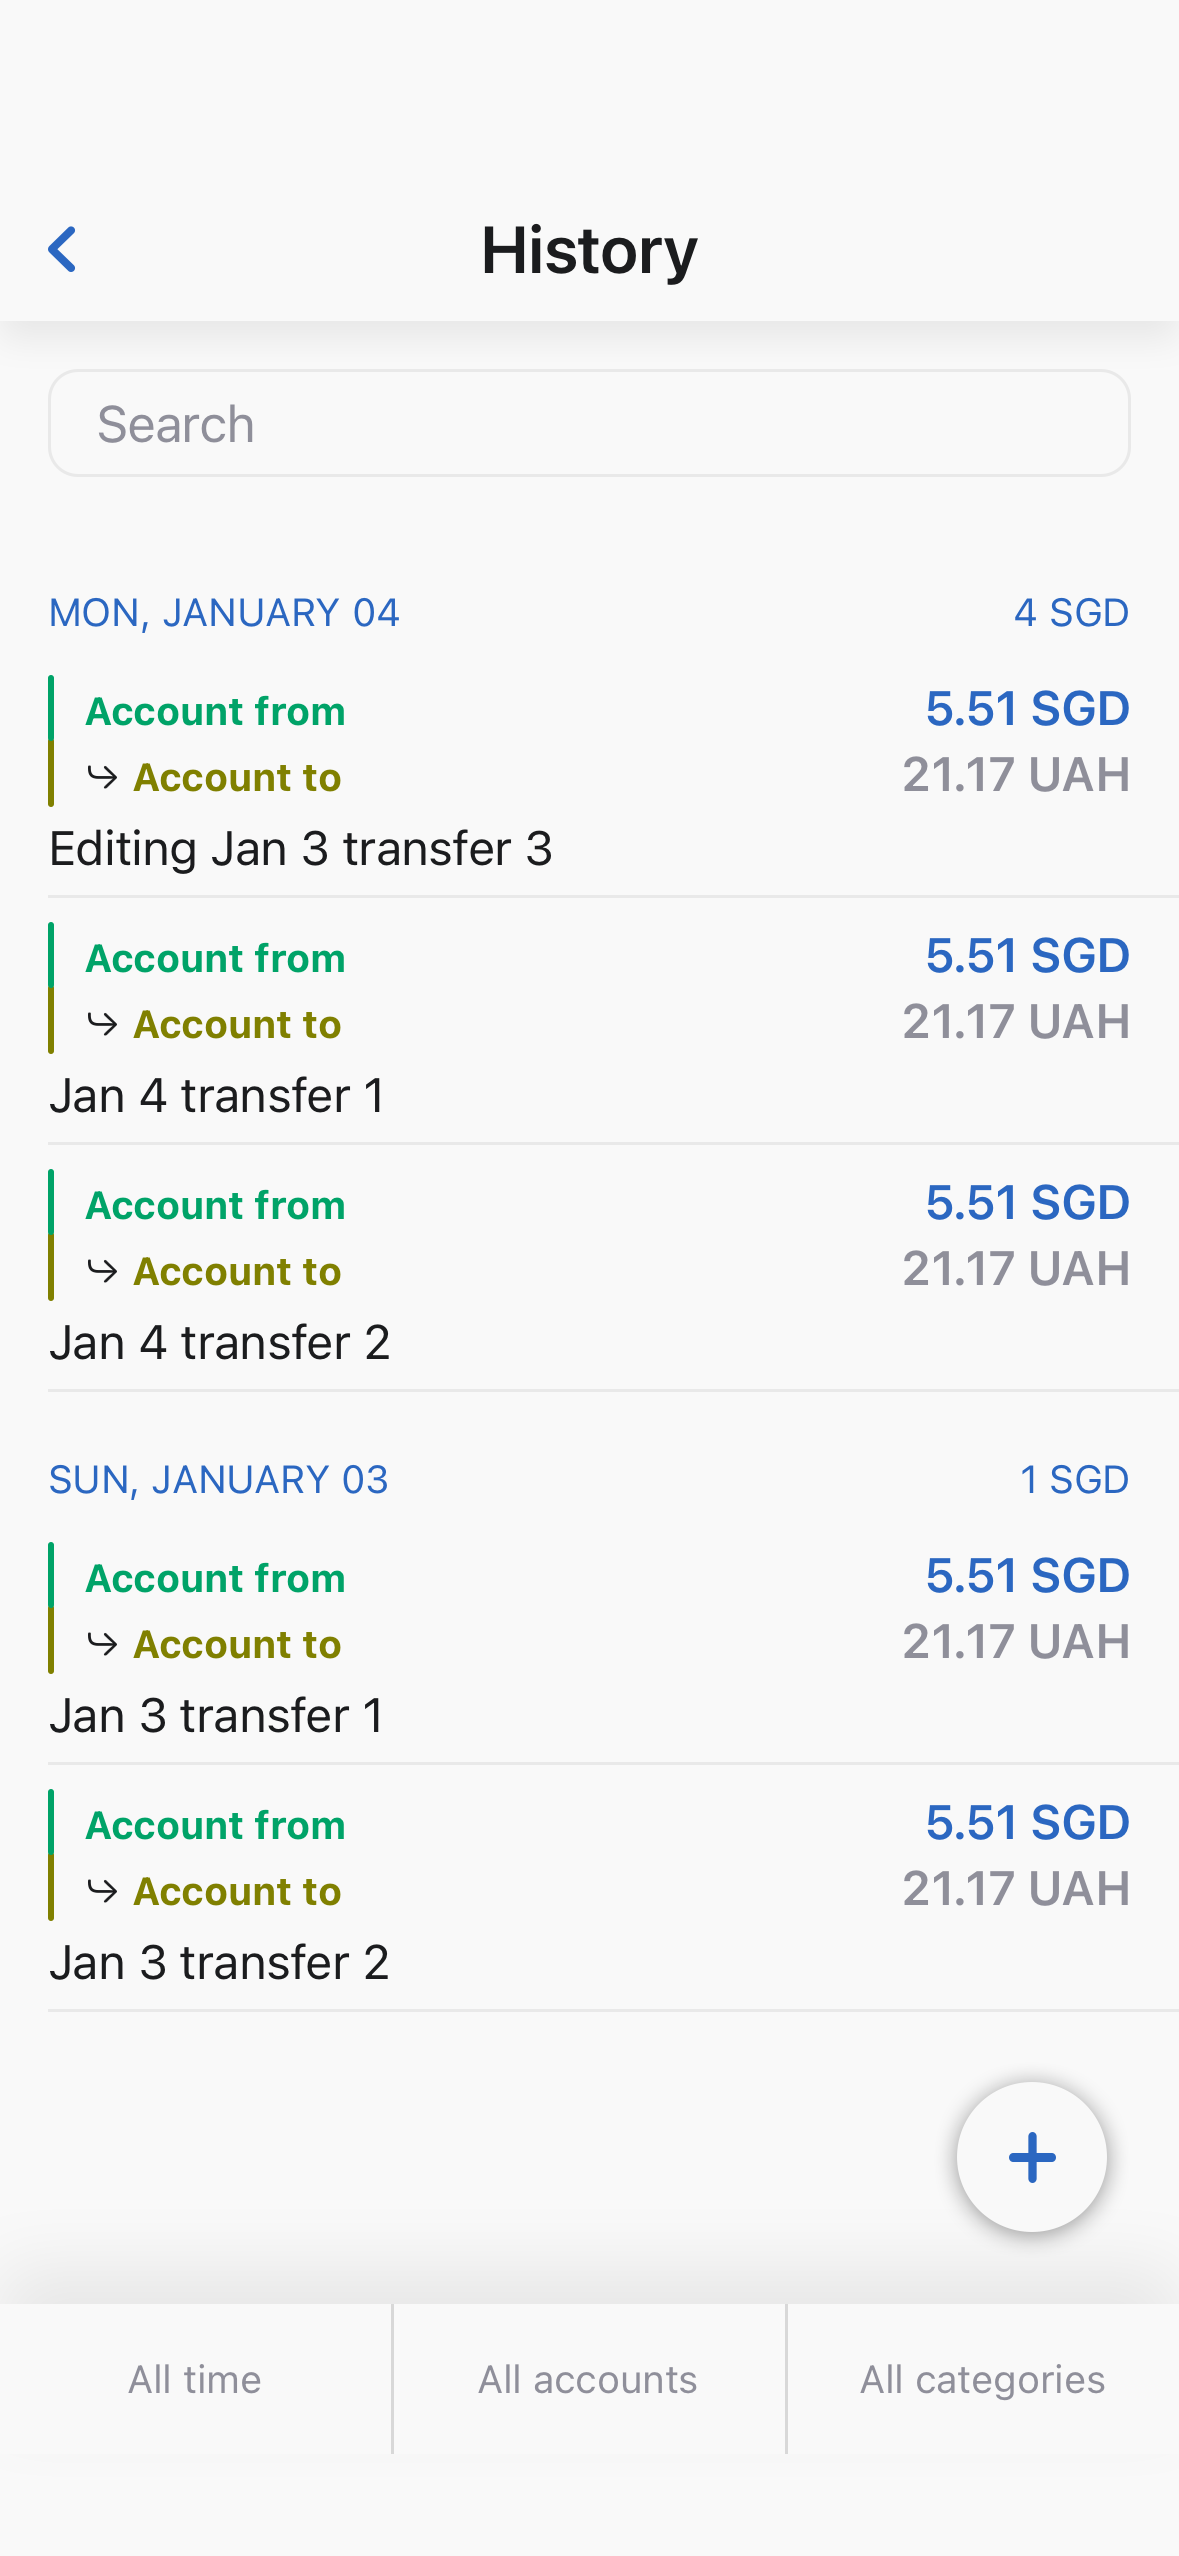 History
Search
MON, JANUARY 04 4 SGD
Account from 5.51 SGD
Account to 21.17 UAH
Editing Jan 3 transfer 3
Account from 5.51 SGD
Account to 21.17 UAH
Jan 4 transfer 1
Account from 5.51 SGD
Account to 21.17 UAH
Jan 4 transfer 2
SUN, JANUARY 03 1 SGD
Account from 5.51 SGD
Account to 21.17 UAH
Jan 3 transfer 1
Account from 5.51 SGD
Account to 21.17 UAH
Jan 3 transfer 2
All time All accounts All categories